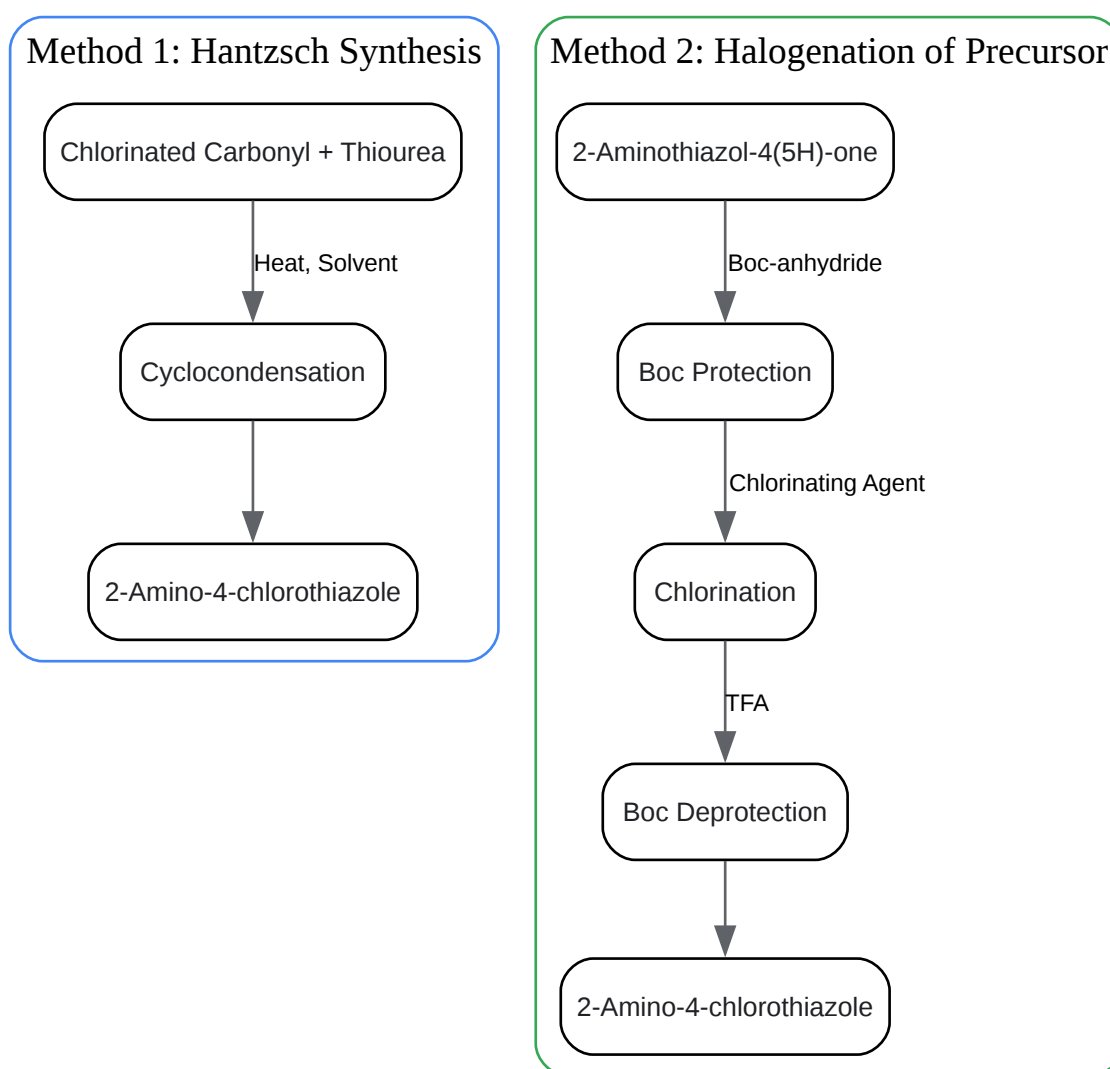 Method 1: Hantzsch Synthesis
Chlorinated Carbonyl + Thiourea
Heat, Solvent
Cyclocondensation
2-Amino-4-chlorothiazole
Method 2: Halogenation of Precursor
2-Aminothiazol-4(5H)-one
Boc-anhydride
Boc Protection
Chlorinating Agent
Chlorination
TFA
Boc Deprotection
2-Amino-4-chlorothiazole